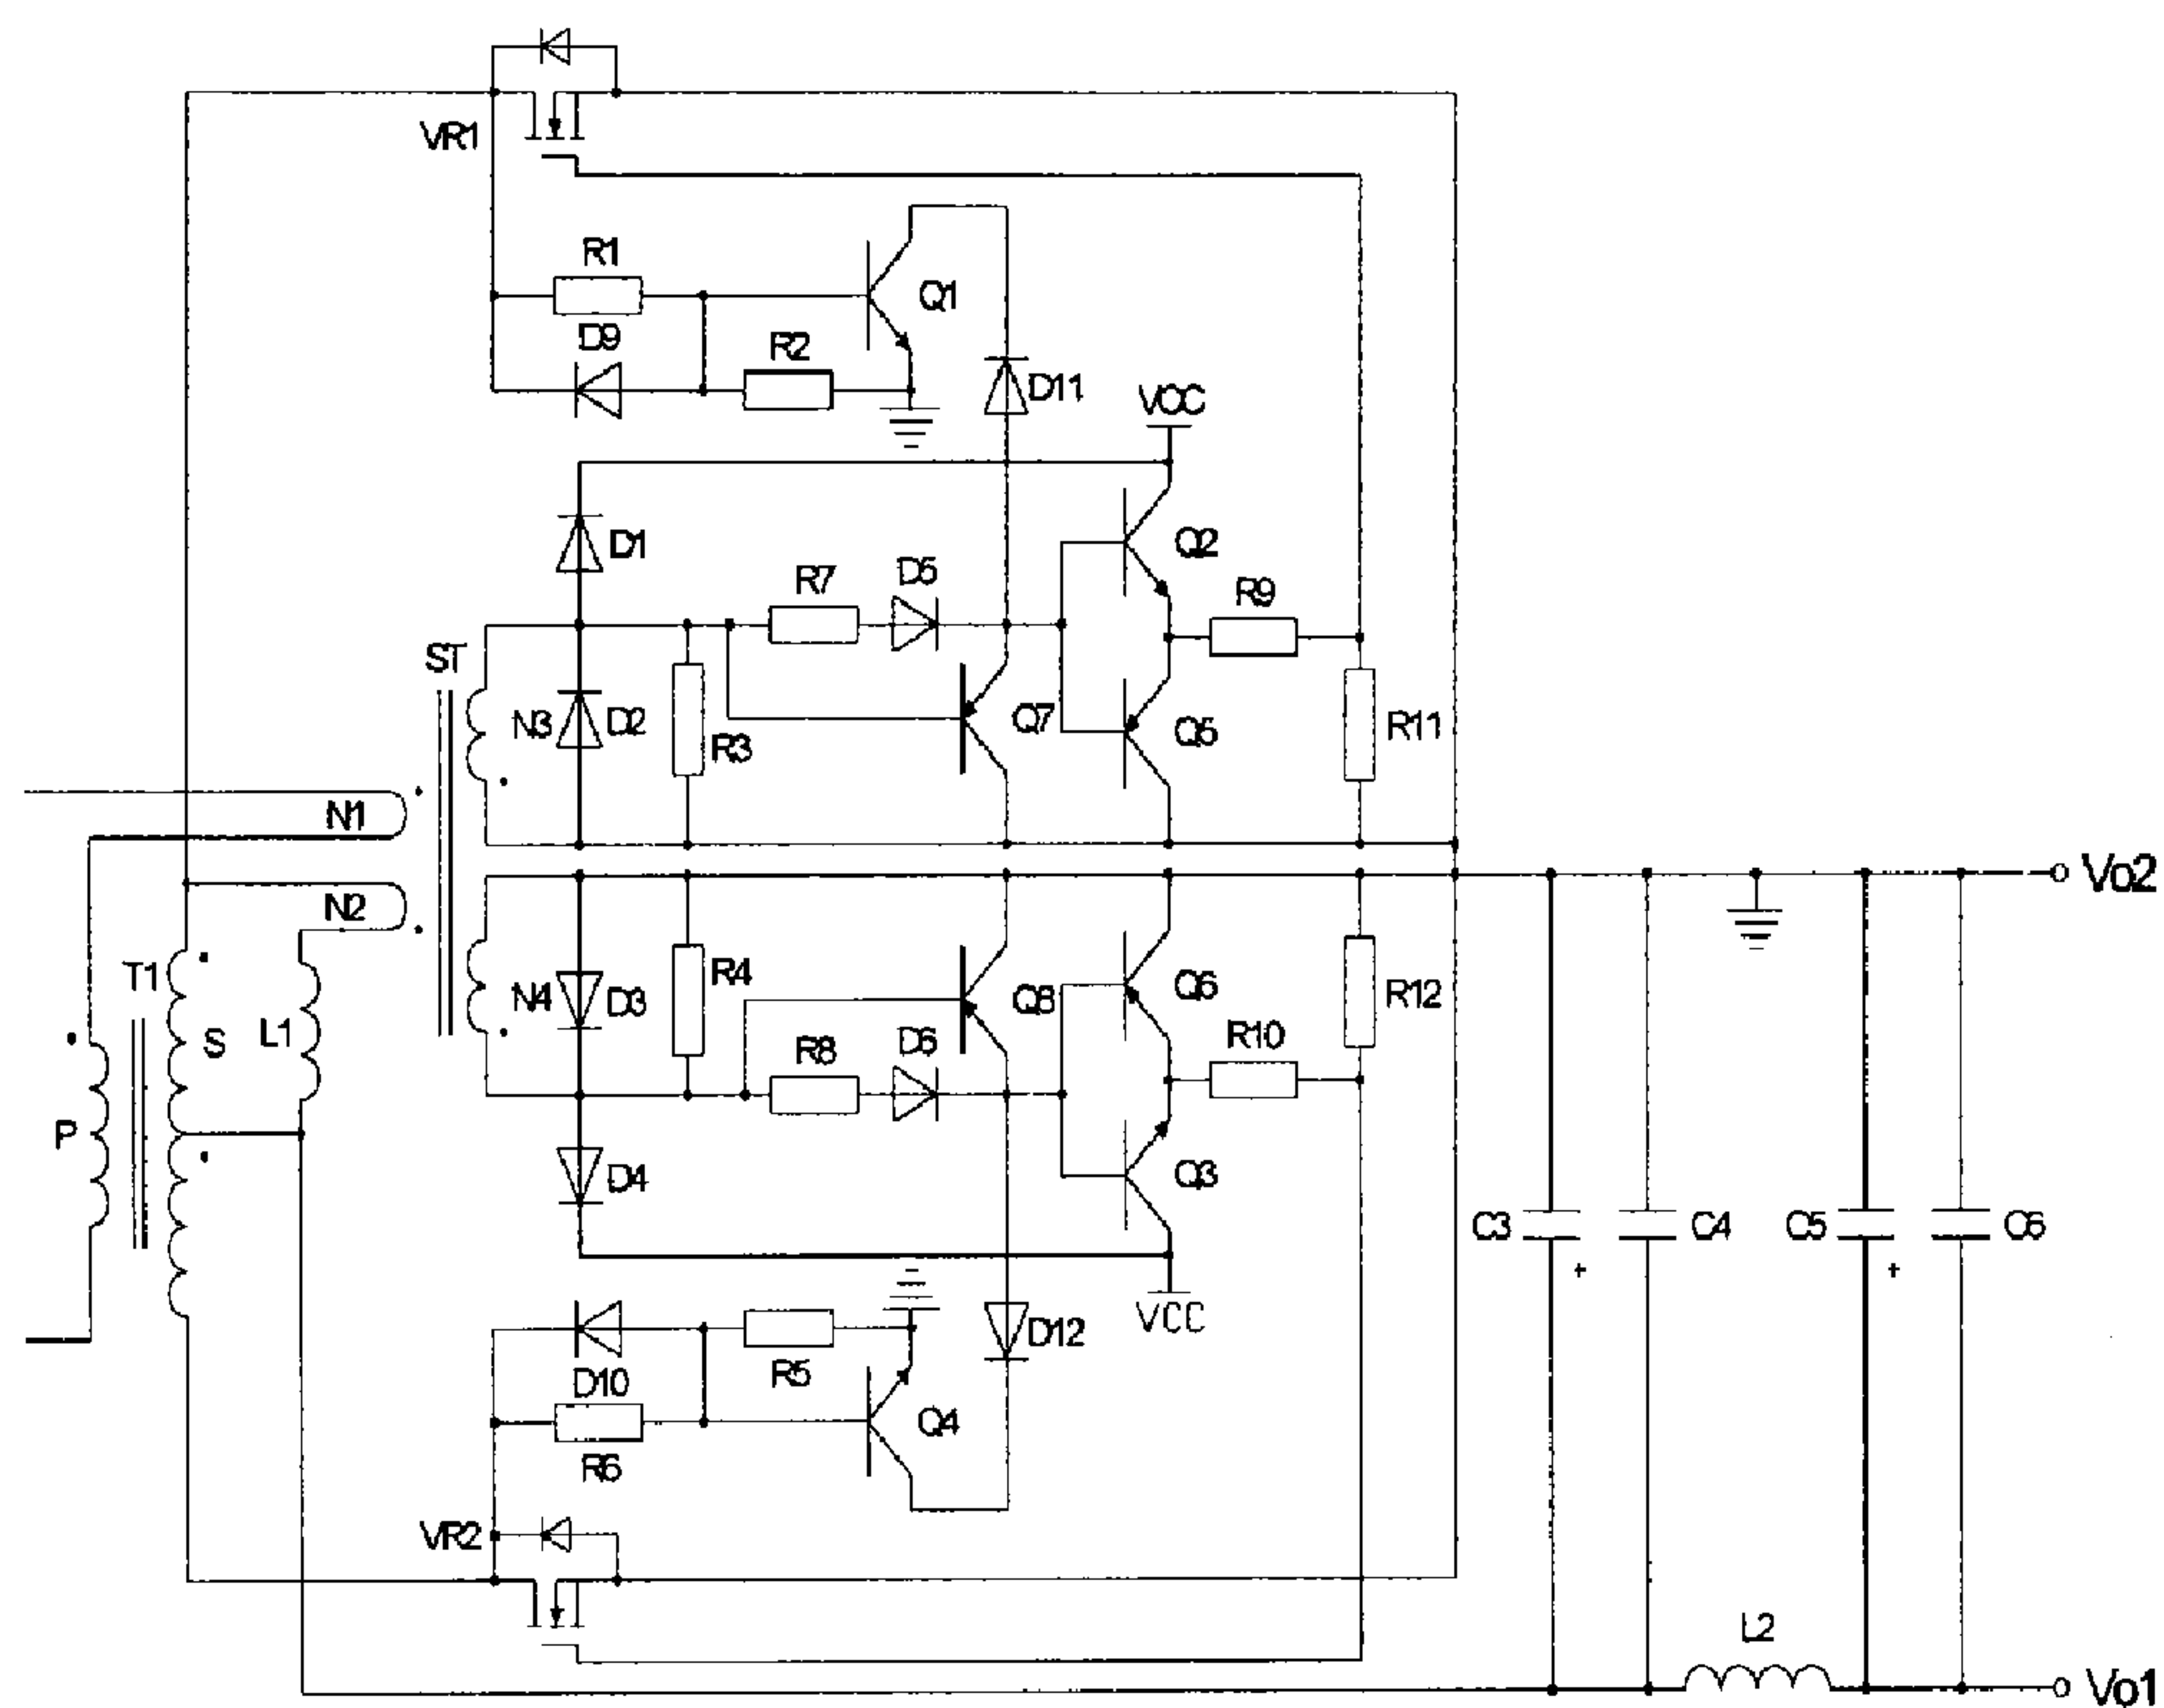 VR1
R1
Q1
D9
R2
D11
VCC
D1
Q2
R7
D5
R9
ST
N3
D2
R3
Q7
Q5
R11
N1
N2
Vo2
T1
N4
D3
R4
Q8
Q6
R12
S
L1
R8
D6
R10
P
D4
Q3
C3
C4
C5
C6
+
+
VCC
D12
D10
R5
Q4
R6
VR2
L2
Vo1